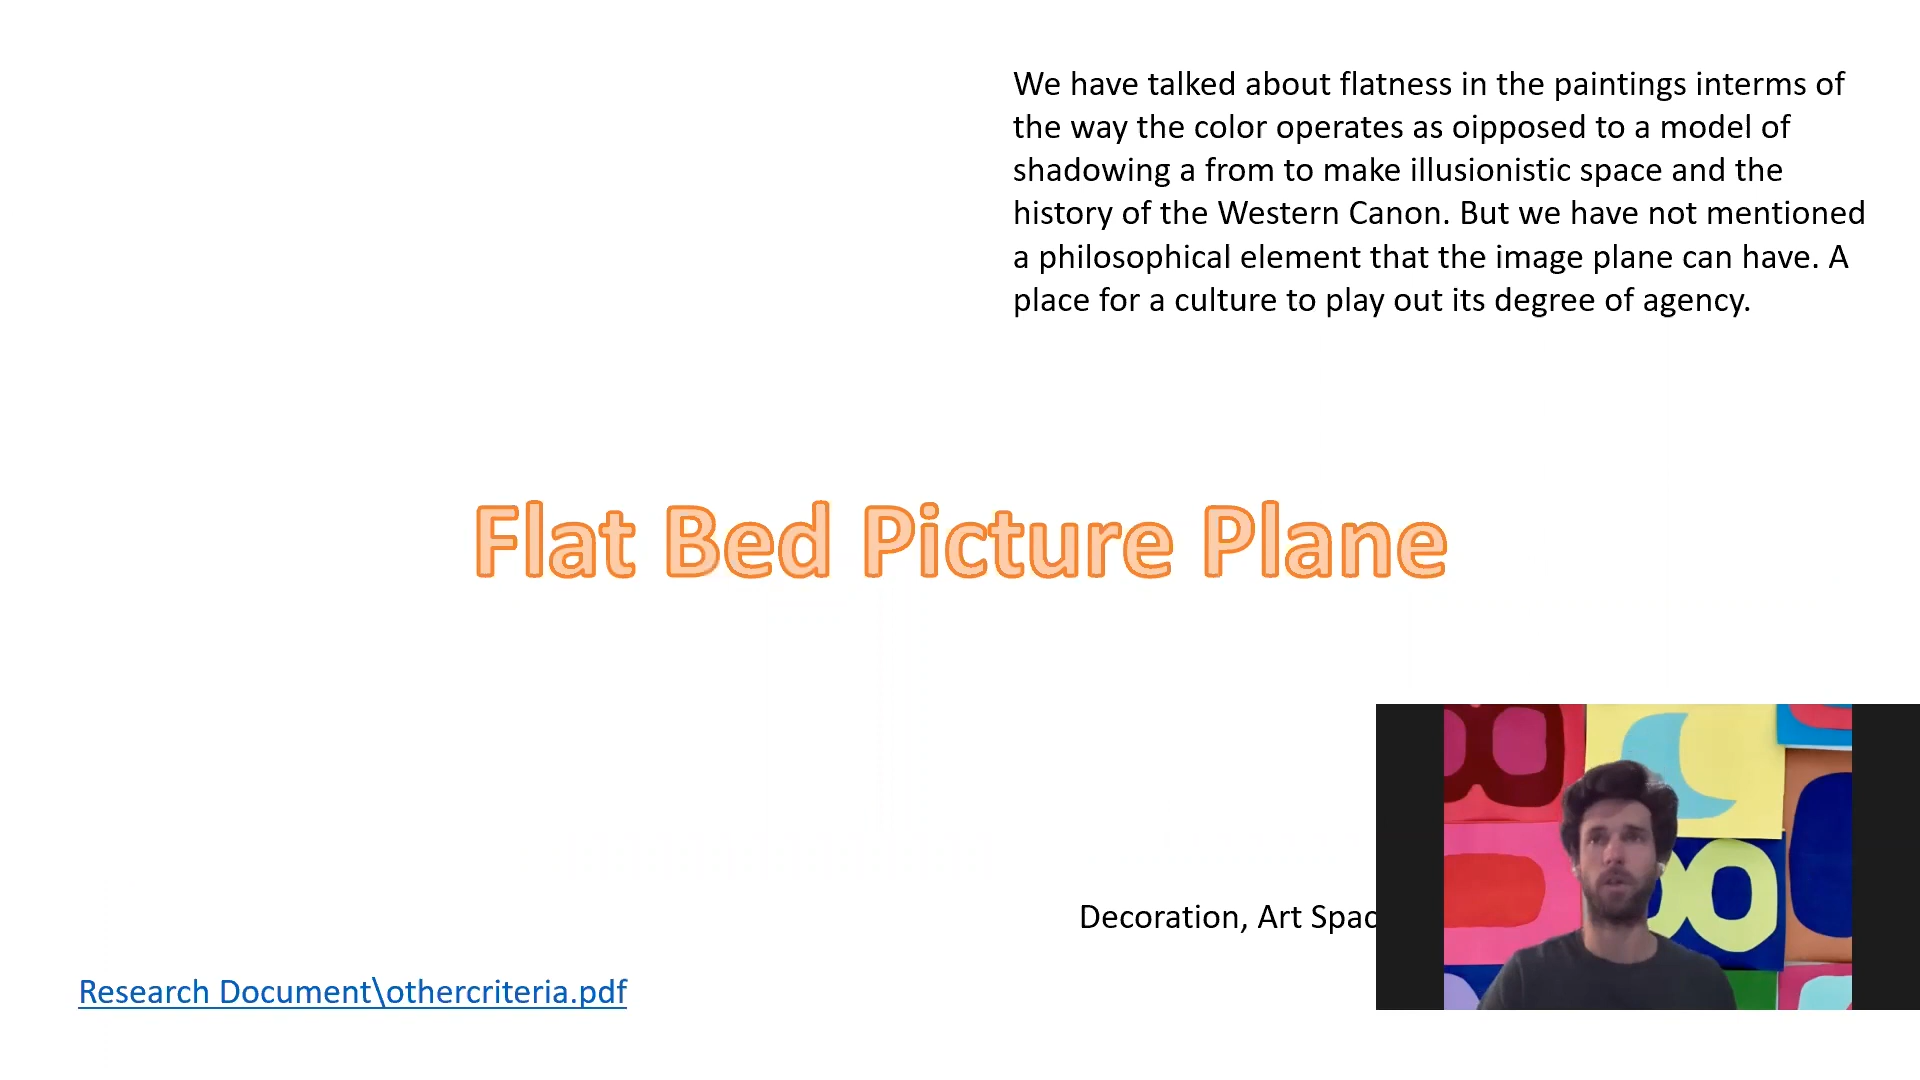 We have talked about flatness in the paintings interms of
the way the color operates as oipposed to a model of
shadowing a from to make illusionistic space and the
history of the Western Canon. But we have not mentioned
a philosophical element that the image plane can have. A
place for a culture to play out its degree of agency.
Flat Bed Picture Plane
Decoration, Art
Research Document\othercriteria.pdf